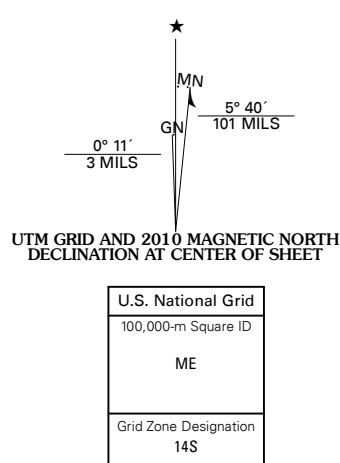 ★
MN
5° 40´
101 MILS
GN
0° 11´
3 MILS
UTM GRID AND 2010 MAGNETIC NORTH
DECLINATION AT CENTER OF SHEET
U.S. National Grid
100,000-m Square ID
ME
Grid Zone Designation
14S